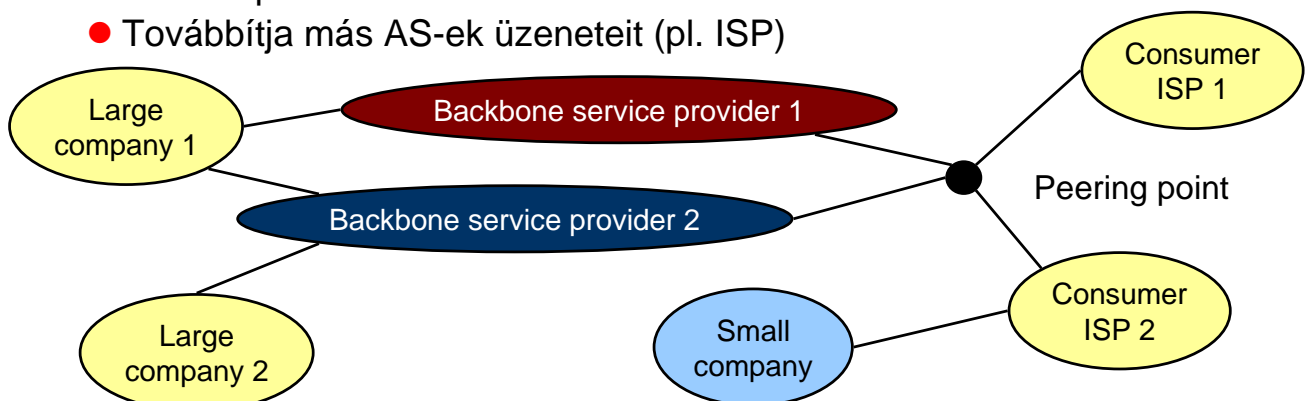 ● Továbbítja más AS-ek üzeneteit (pl. ISP)
Consumer
ISP 1
Large
company 1
Backbone service provider 1
Peering point
Backbone service provider 2
Consumer
ISP 2
Large
company 2
Small
company